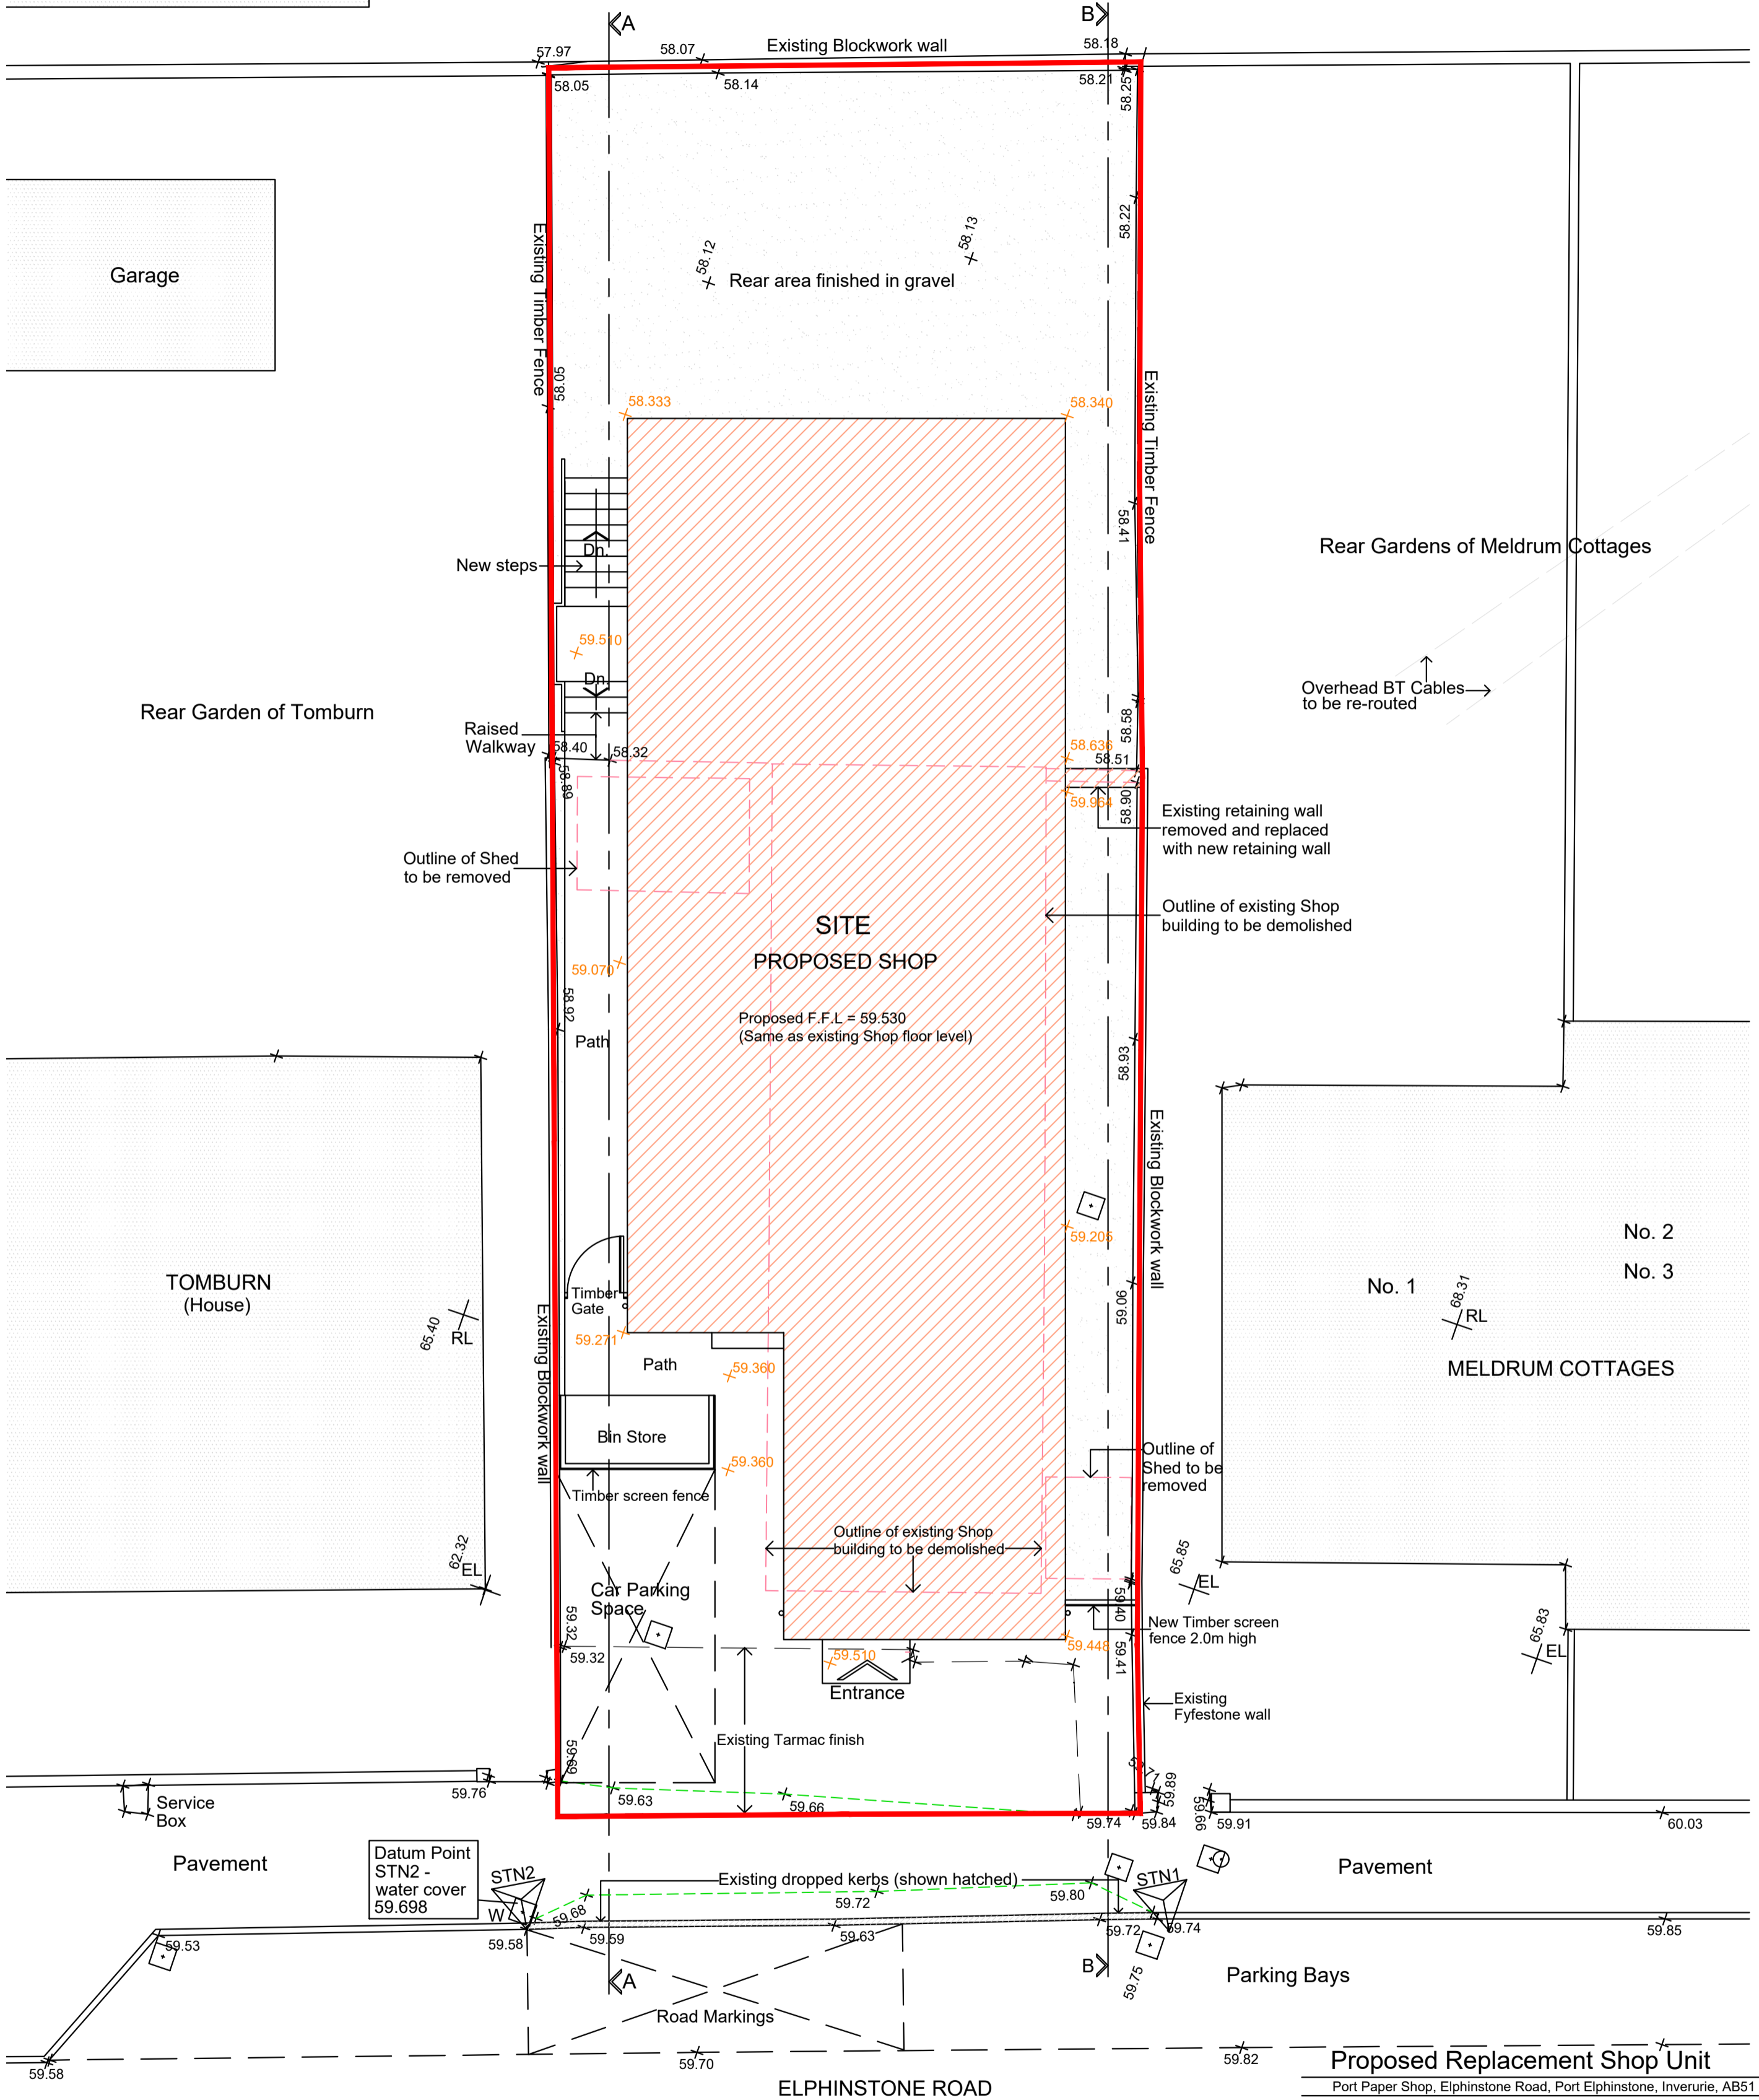 A
B
57.97
58.07
Existing Blockwork wall
58.18
58.05
58.14
58.21
58.25
Garage
Existing Timber Fence
58.12
58.13
58.22
Rear area finished in gravel
58.06
58.333
58.340
Existing Timber Fence
58.41
Rear Gardens of Meldrum Cottages
Dn.
New steps
59.510
Dn.
Overhead BT Cables
to be re-routed
Rear Garden of Tomburn
Raised
Walkway
58.40
58.32
58.58
58.636
58.51
58.89
59.964
58.90
Existing retaining wall
removed and replaced
with new retaining wall
Outline of Shed
to be removed
Outline of existing Shop
building to be demolished
SITE
PROPOSED SHOP
59.070
58.92
Proposed F.F.L = 59.530
(Same as existing Shop floor level)
Path
58.93
Existing Blockwork wall
59.205
No. 2
No. 3
No. 1
68.31
RL
TOMBURN
(House)
65.40
RL
Timber
Gate
59.06
59.271
Existing Blockwork wall
Path
59.360
MELDRUM COTTAGES
Bin Store
59.360
Outline of
Shed to be
removed
Timber screen fence
Outline of existing Shop
building to be demolished
62.32
EL
65.85
EL
Car Parking
Space
59.32
59.32
59.40
New Timber screen
fence 2.0m high
59.448
59.41
65.83
EL
59.510
Entrance
Existing
Fyfestone wall
Existing Tarmac finish
59.69
59.76
59.63
59.66
59.74
59.84
59.89
59.66
59.91
60.03
Service
Box
Pavement
Datum Point
STN2 -
water cover
59.698
STN2
W
Existing dropped kerbs (shown hatched)
STN1
Pavement
59.68
59.72
59.80
59.53
59.58
59.59
59.63
59.72
59.74
59.85
A
B
59.75
Parking Bays
Road Markings
59.58
59.70
59.82
ELPHINSTONE ROAD
Proposed Replacement Shop Unit
Port Paper Shop, Elphinstone Road, Port Elphinstone, Inverurie, AB51